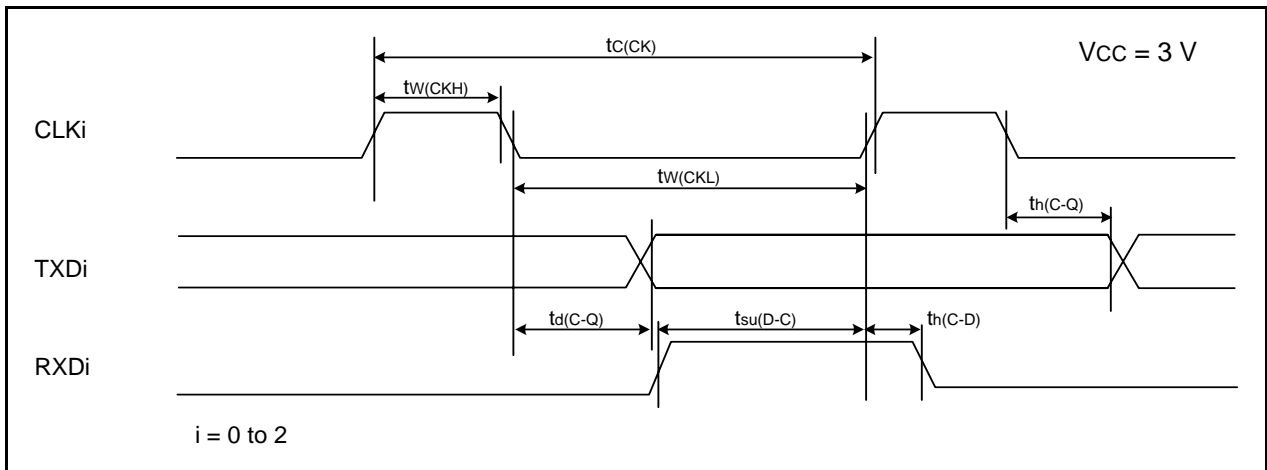 tC(CK)
VCC = 3 V
tW(CKH)
CLKi
tW(CKL)
th(C-Q)
TXDi
td(C-Q)
tsu(D-C)
th(C-D)
RXDi
i = 0 to 2